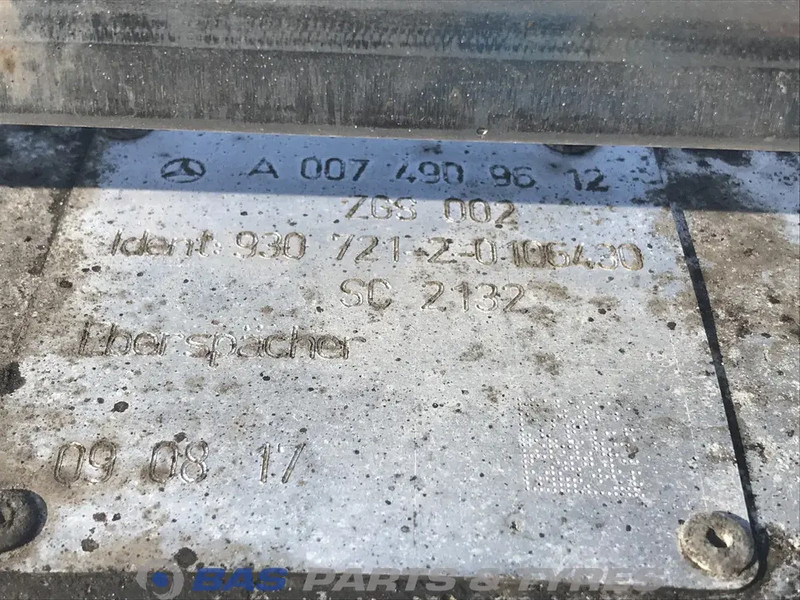 A 007 490 96 12
ZGS 002
Ident: 930 721-Z-0106430
SC 2132
Eberspächer
09 08 17
BAS PARTS & TYRES